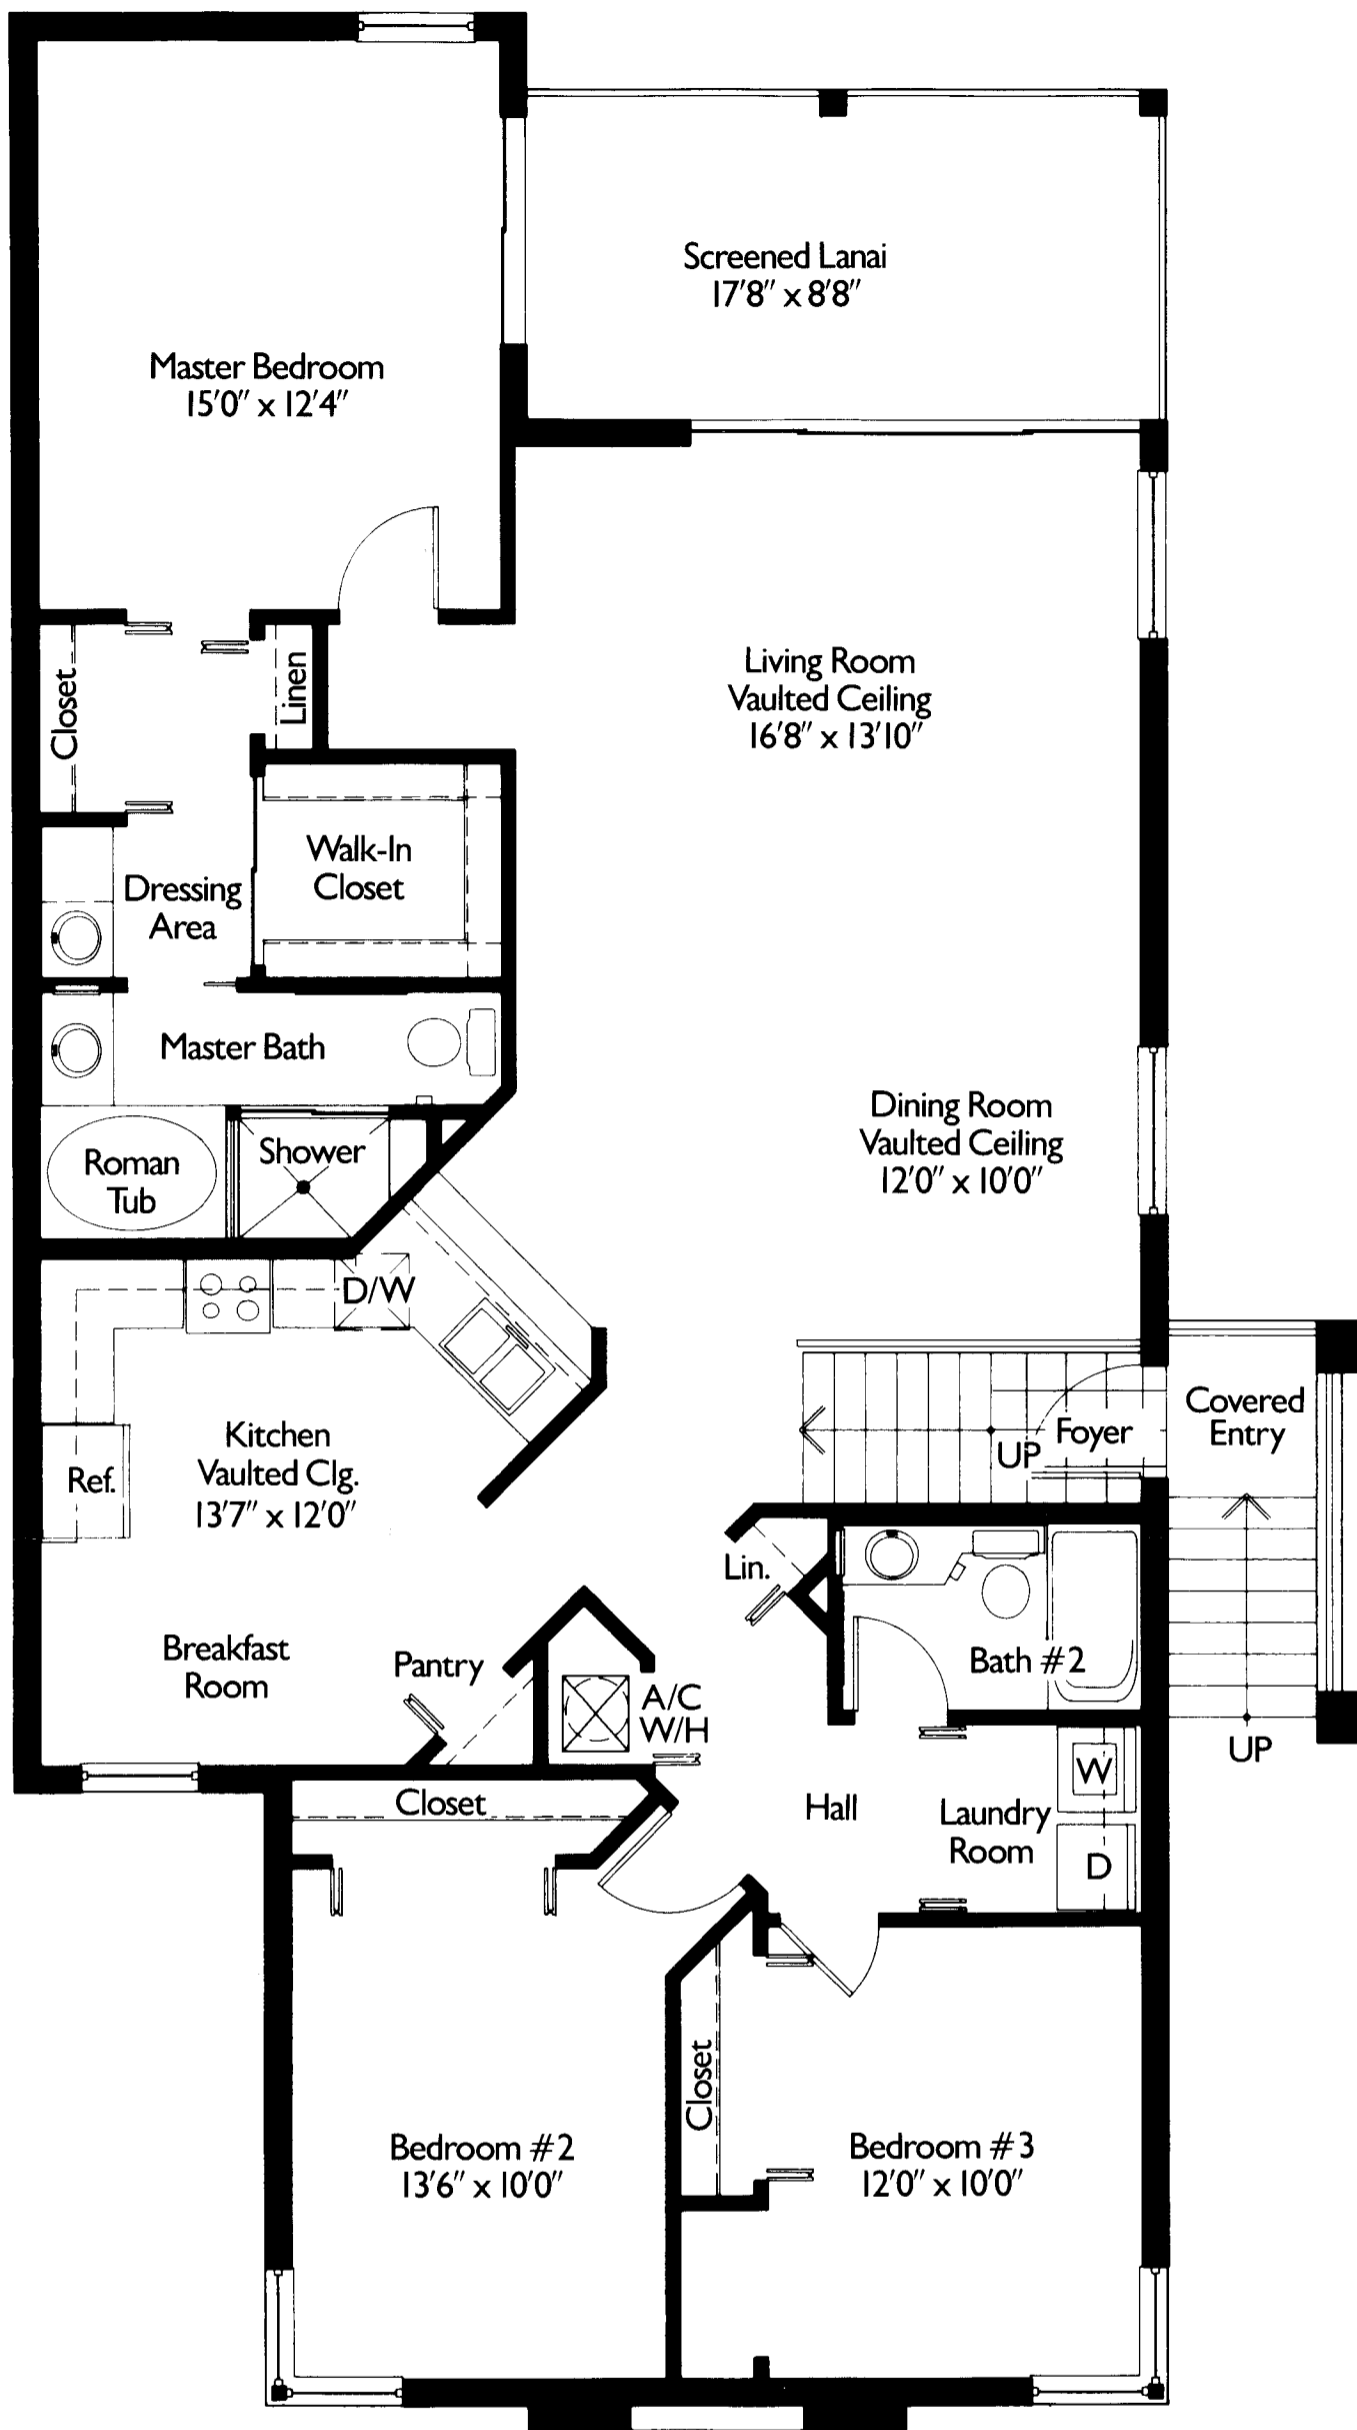 Screened Lanai
17'8" x 8'8"
Master Bedroom
15'0" x 12'4"
Closet
Linen
Living Room
Vaulted Ceiling
16'8" x 13'10"
Walk-In
Closet
Dressing
Area
Master Bath
Dining Room
Vaulted Ceiling
12'0" x 10'0"
Roman
Tub
Shower
D/W
Kitchen
Vaulted Clg.
13'7" x 12'0"
Ref.
UP
Foyer
Covered
Entry
Lin.
Breakfast
Room
Pantry
A/C
W/H
Bath #2
UP
Closet
Hall
Laundry
Room
W
D
Closet
Bedroom #2
13'6" x 10'0"
Bedroom #3
12'0" x 10'0"